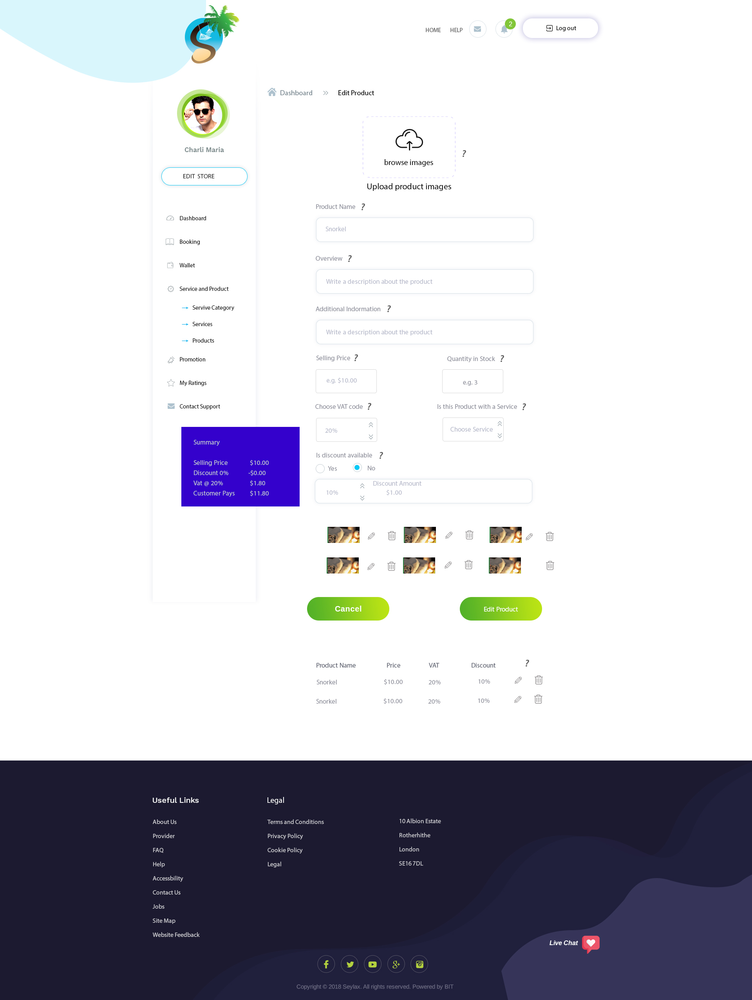 HOME HELP 2 Log out
Dashboard Edit Product
Charli Maria
EDIT STORE
Dashboard
Booking
Wallet
Service and Product
Servive Category
Services
Products
Promotion
My Ratings
Contact Support
Summary
Selling Price $10.00
Discount 0% -$0.00
Vat @ 20% $1.80
Customer Pays $11.80
browse images
?
Upload product images
Product Name ?
Snorkel
Overview ?
Write a description about the product
Additional Indormation ?
Write a description about the product
Selling Price ? Quantity in Stock ?
e.g. $10.00 e.g. 3
Choose VAT code ? Is this Product with a Service ?
20% Choose Service
Is discount available ?
Yes No
Discount Amount
10% $1.00
Cancel Edit Product
Product Name Price VAT Discount ?
Snorkel $10.00 20% 10%
Snorkel $10.00 20% 10%
Useful Links
About Us
Provider
FAQ
Help
Accessbility
Contact Us
Jobs
Site Map
Website Feedback
Legal
Terms and Conditions
Privacy Policy
Cookie Policy
Legal
10 Albion Estate
Rotherhithe
London
SE16 7DL
Live Chat
Copyright © 2018 Seylax. All rights reserved. Powered by BIT